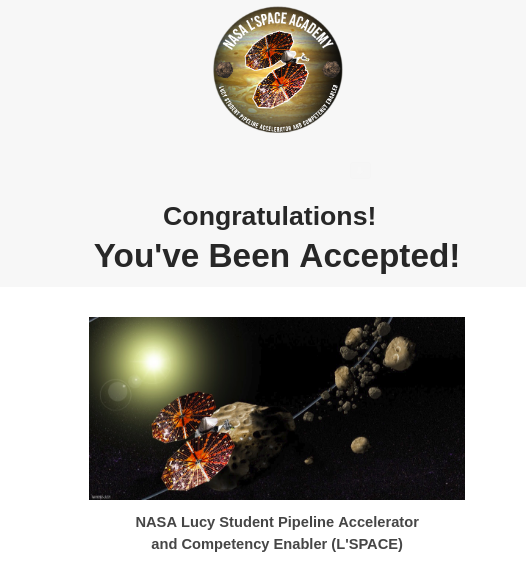 NASA L'SPACE ACADEMY
LUCY STUDENT PIPELINE ACCELERATOR AND COMPETENCY ENABLER
Congratulations!
You've Been Accepted!
NASA Lucy Student Pipeline Accelerator
and Competency Enabler (L'SPACE)